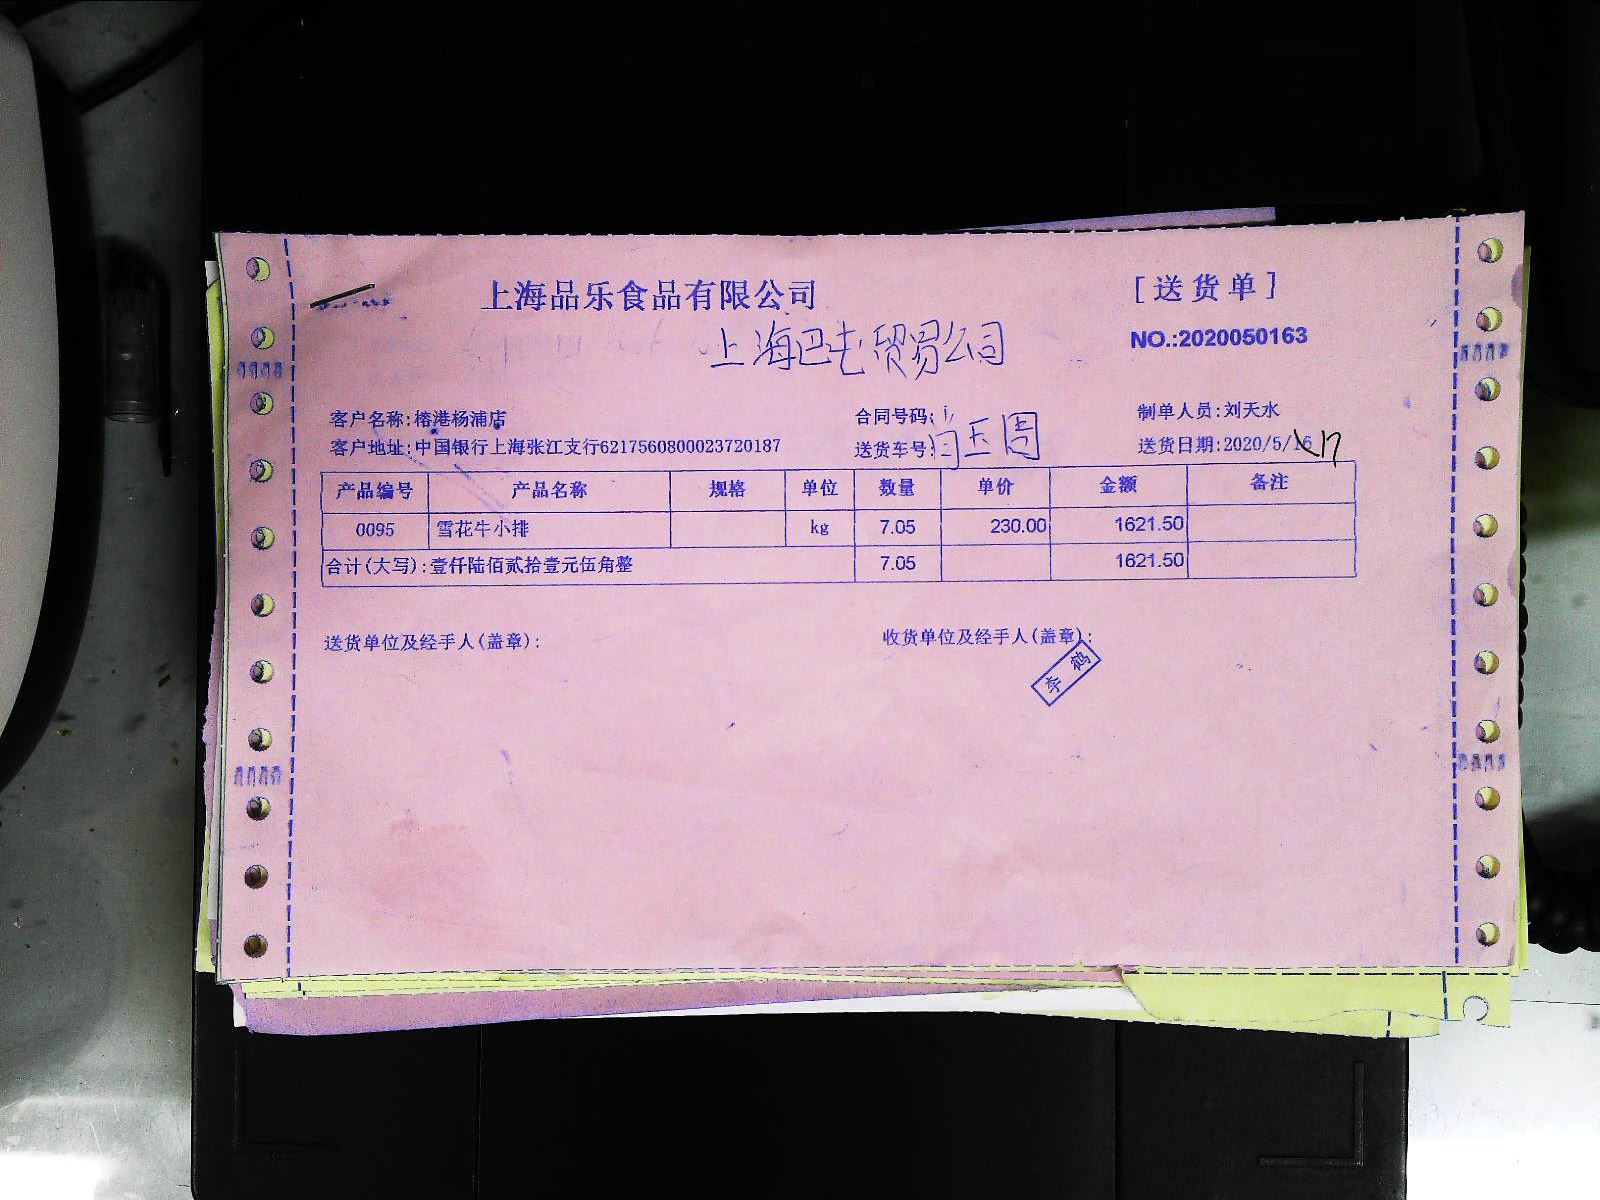 上海品乐食品有限公司
[送货单]
上海巴屯贸易公司
NO.:2020050163
客户名称:榕港杨浦店
合同号码:
制单人员:刘天水
客户地址:中国银行上海张江支行6217560800023720187
送货车号:闫玉周
送货日期:2020/5/16 17
产品编号 产品名称 规格 单位 数量 单价 金额 备注
0095 雪花牛小排 kg 7.05 230.00 1621.50
合计(大写):壹仟陆佰贰拾壹元伍角整 7.05 1621.50
送货单位及经手人(盖章):
收货单位及经手人(盖章):
李鹤